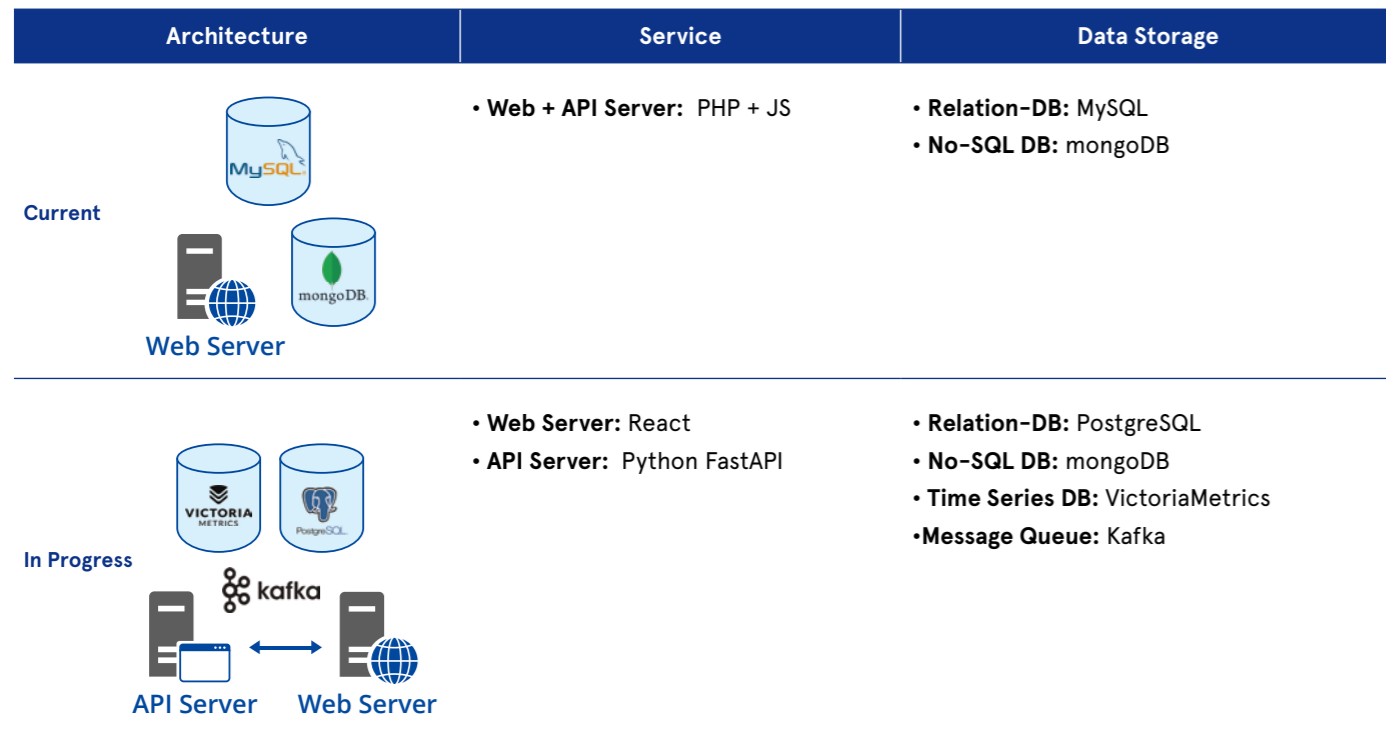 Architecture
Service
Data Storage
Current
MySQL®
mongoDB.
Web Server
• Web + API Server: PHP + JS
• Relation-DB: MySQL
• No-SQL DB: mongoDB
In Progress
VICTORIA
METRICS
PostgreSQL
kafka
API Server
Web Server
• Web Server: React
• API Server: Python FastAPI
• Relation-DB: PostgreSQL
• No-SQL DB: mongoDB
• Time Series DB: VictoriaMetrics
•Message Queue: Kafka